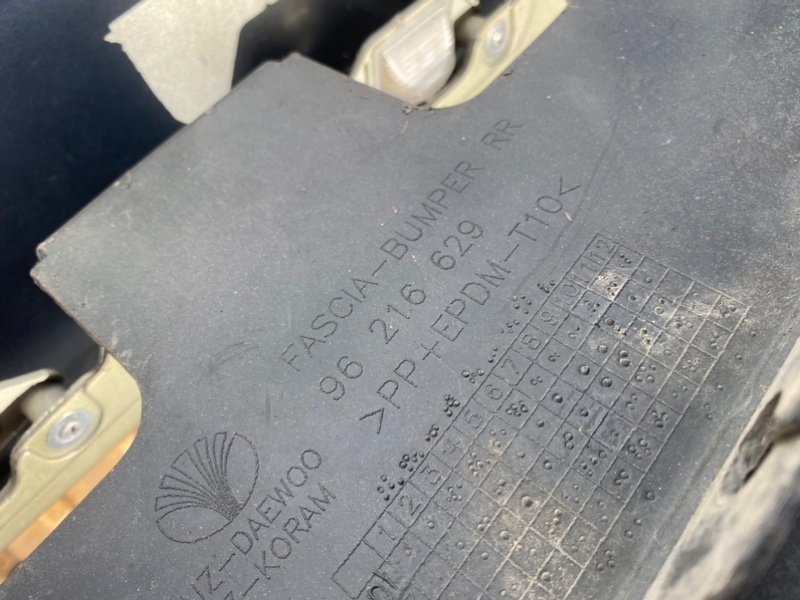 FASCIA-BUMPER RR
96 216 629
>PP+EPDM-T10<
UZ-DAEWOO
-KORAM
1 2 3 4 5 6 7 8 9 10 11 12